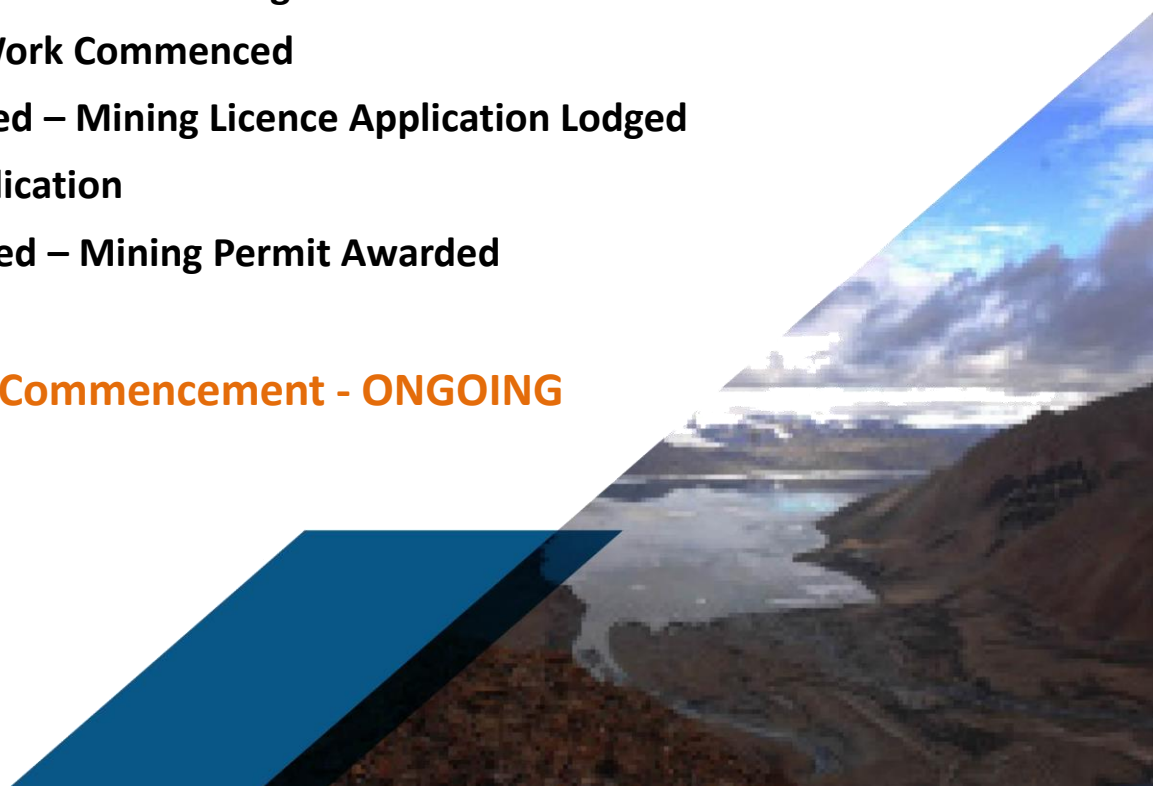 Work Commenced
ed – Mining Licence Application Lodged
lication
ed – Mining Permit Awarded
Commencement - ONGOING